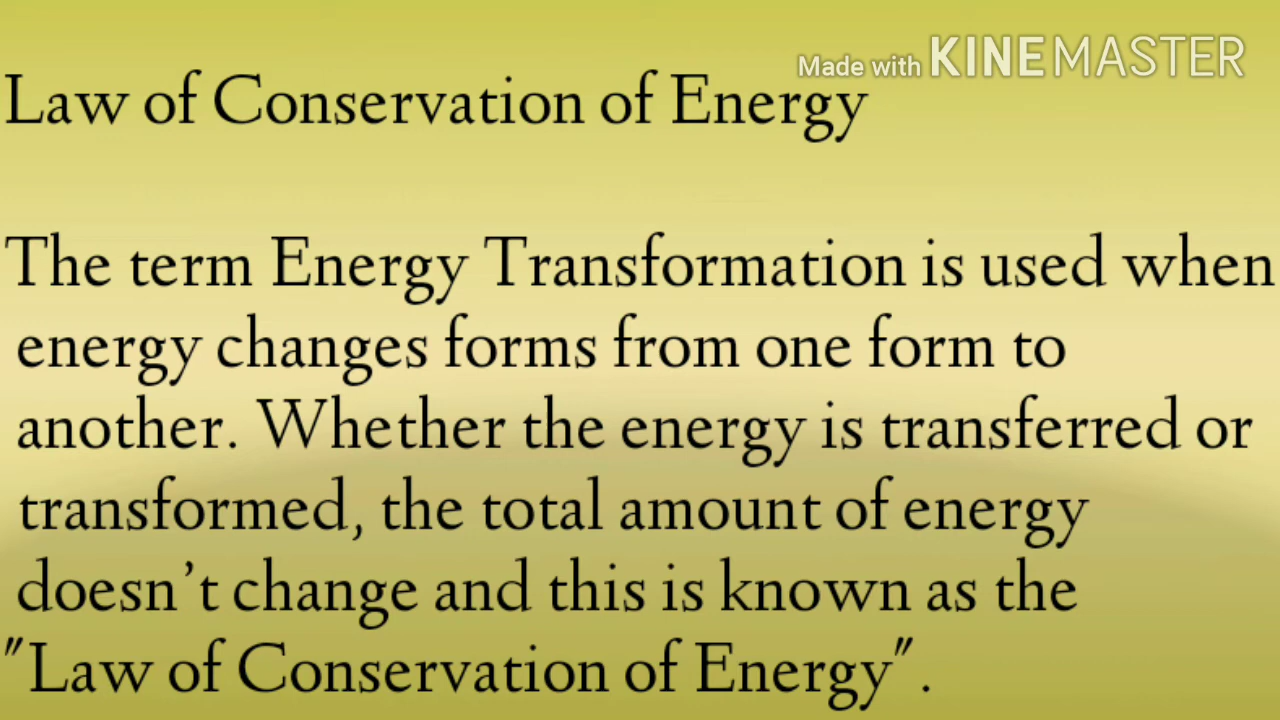 Made with KINEMASTER
Law of Conservation of Energy
The term Energy Transformation is used when
energy changes forms from one form to
another. Whether the energy is transferred or
transformed, the total amount of energy
doesn't change and this is known as the
"Law of Conservation of Energy".